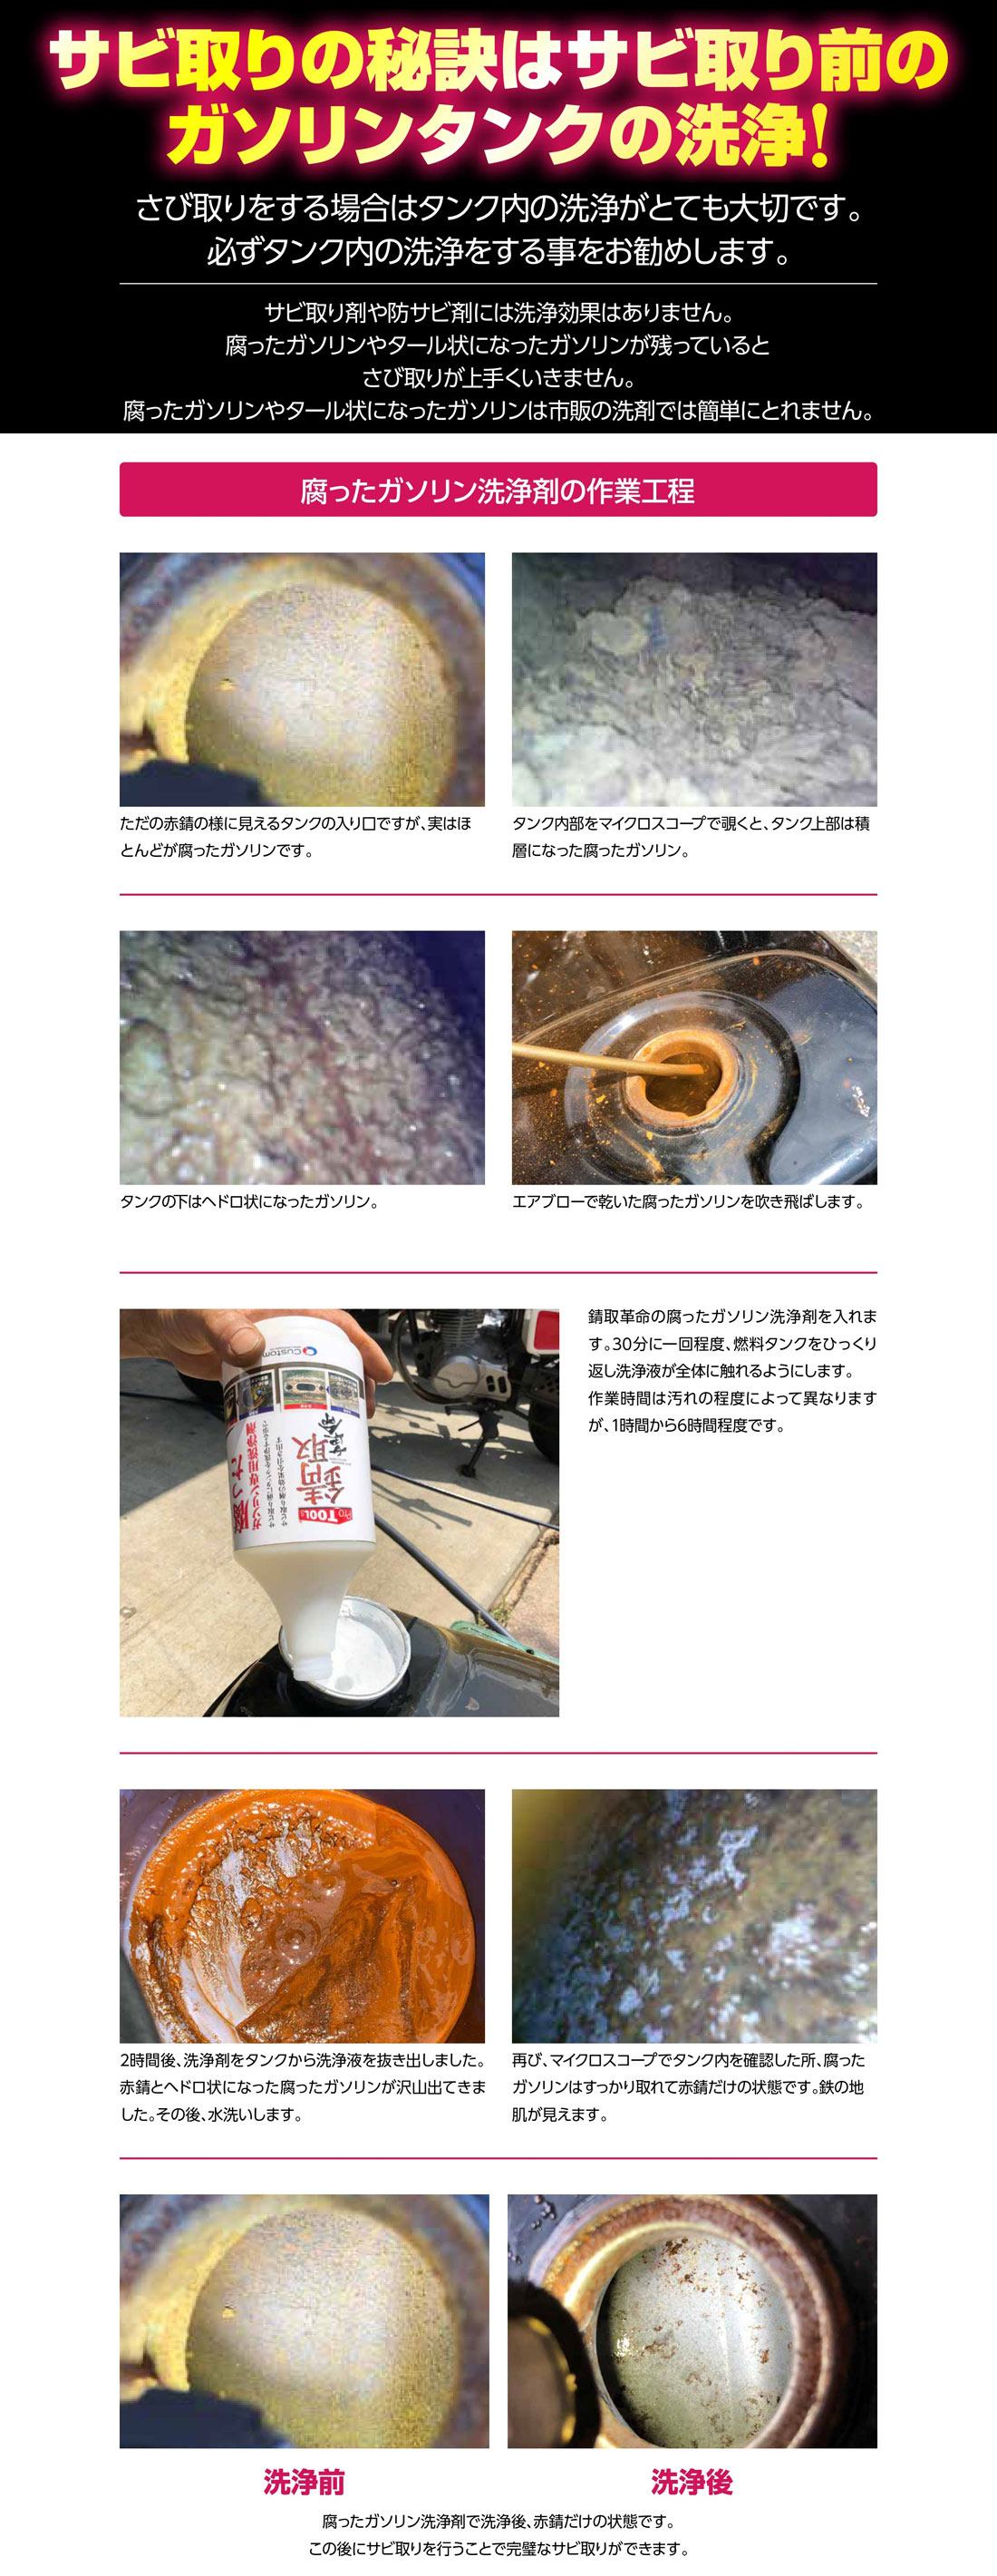 サビ取りの秘訣はサビ取り前の
ガソリンタンクの洗浄!
さび取りをする場合はタンク内の洗浄がとても大切です。
必ずタンク内の洗浄をする事をお勧めします。
サビ取り剤や防サビ剤には洗浄効果はありません。
腐ったガソリンやタール状になったガソリンが残っていると
さび取りが上手くいきません。
腐ったガソリンやタール状になったガソリンは市販の洗剤では簡単にとれません。
腐ったガソリン洗浄剤の作業工程
ただの赤錆の様に見えるタンクの入り口ですが、実はほ
とんどが腐ったガソリンです。
タンク内部をマイクロスコープで覗くと、タンク上部は積
層になった腐ったガソリン。
タンクの下はヘドロ状になったガソリン。
エアブローで乾いた腐ったガソリンを吹き飛ばします。
Custom
腐った
ガソリン専用洗浄剤
錆取
革命
Pro
TOOLs
錆取革命の腐ったガソリン洗浄剤を入れま
す。30分に一回程度、燃料タンクをひっくり
返し洗浄液が全体に触れるようにします。
作業時間は汚れの程度によって異なります
が、1時間から6時間程度です。
2時間後、洗浄剤をタンクから洗浄液を抜き出しました。
赤錆とヘドロ状になった腐ったガソリンが沢山出てきま
した。その後、水洗いします。
再び、マイクロスコープでタンク内を確認した所、腐った
ガソリンはすっかり取れて赤錆だけの状態です。鉄の地
肌が見えます。
洗浄前
洗浄後
腐ったガソリン洗浄剤で洗浄後、赤錆だけの状態です。
この後にサビ取りを行うことで完璧なサビ取りができます。